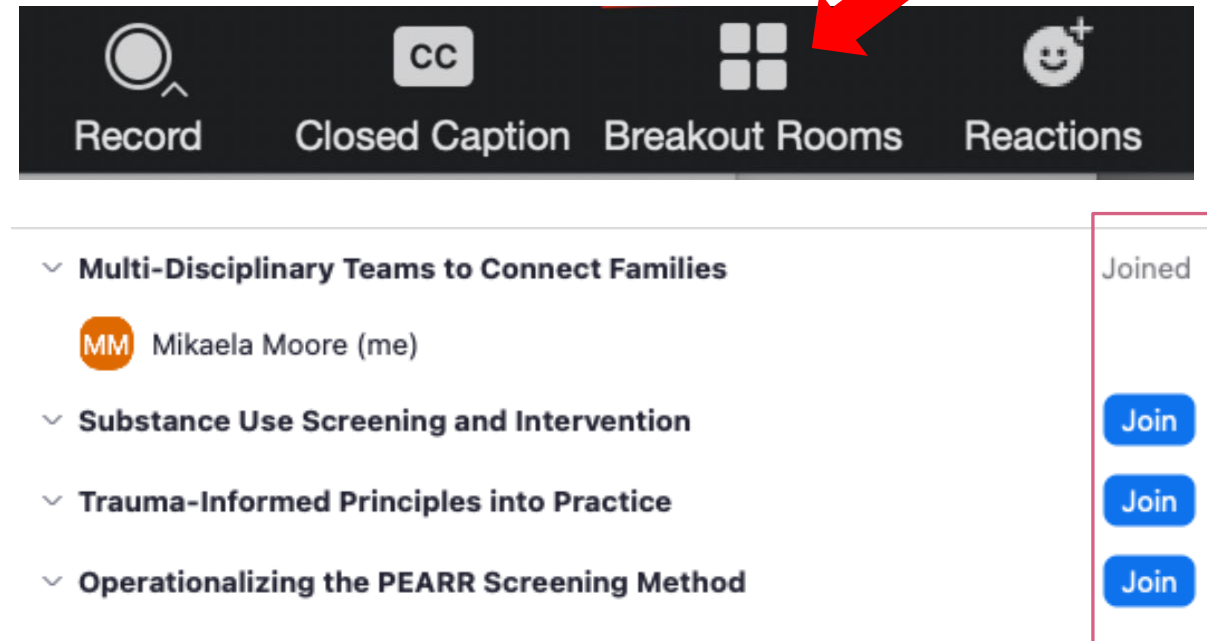 CC
Record Closed Caption Breakout Rooms Reactions
Multi-Disciplinary Teams to Connect Families Joined
MM Mikaela Moore (me)
Substance Use Screening and Intervention Join
Trauma-Informed Principles into Practice Join
Operationalizing the PEARR Screening Method Join